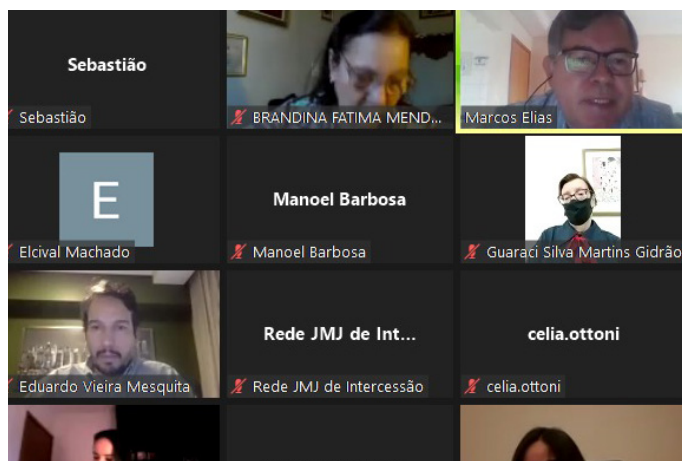 Sebastião
Sebastião
BRANDINA FATIMA MEND...
Marcos Elias
E
Elcival Machado
Manoel Barbosa
Manoel Barbosa
Guaraci Silva Martins Gidrão
Eduardo Vieira Mesquita
Rede JMJ de Int...
Rede JMJ de Intercessão
celia.ottoni
celia.ottoni